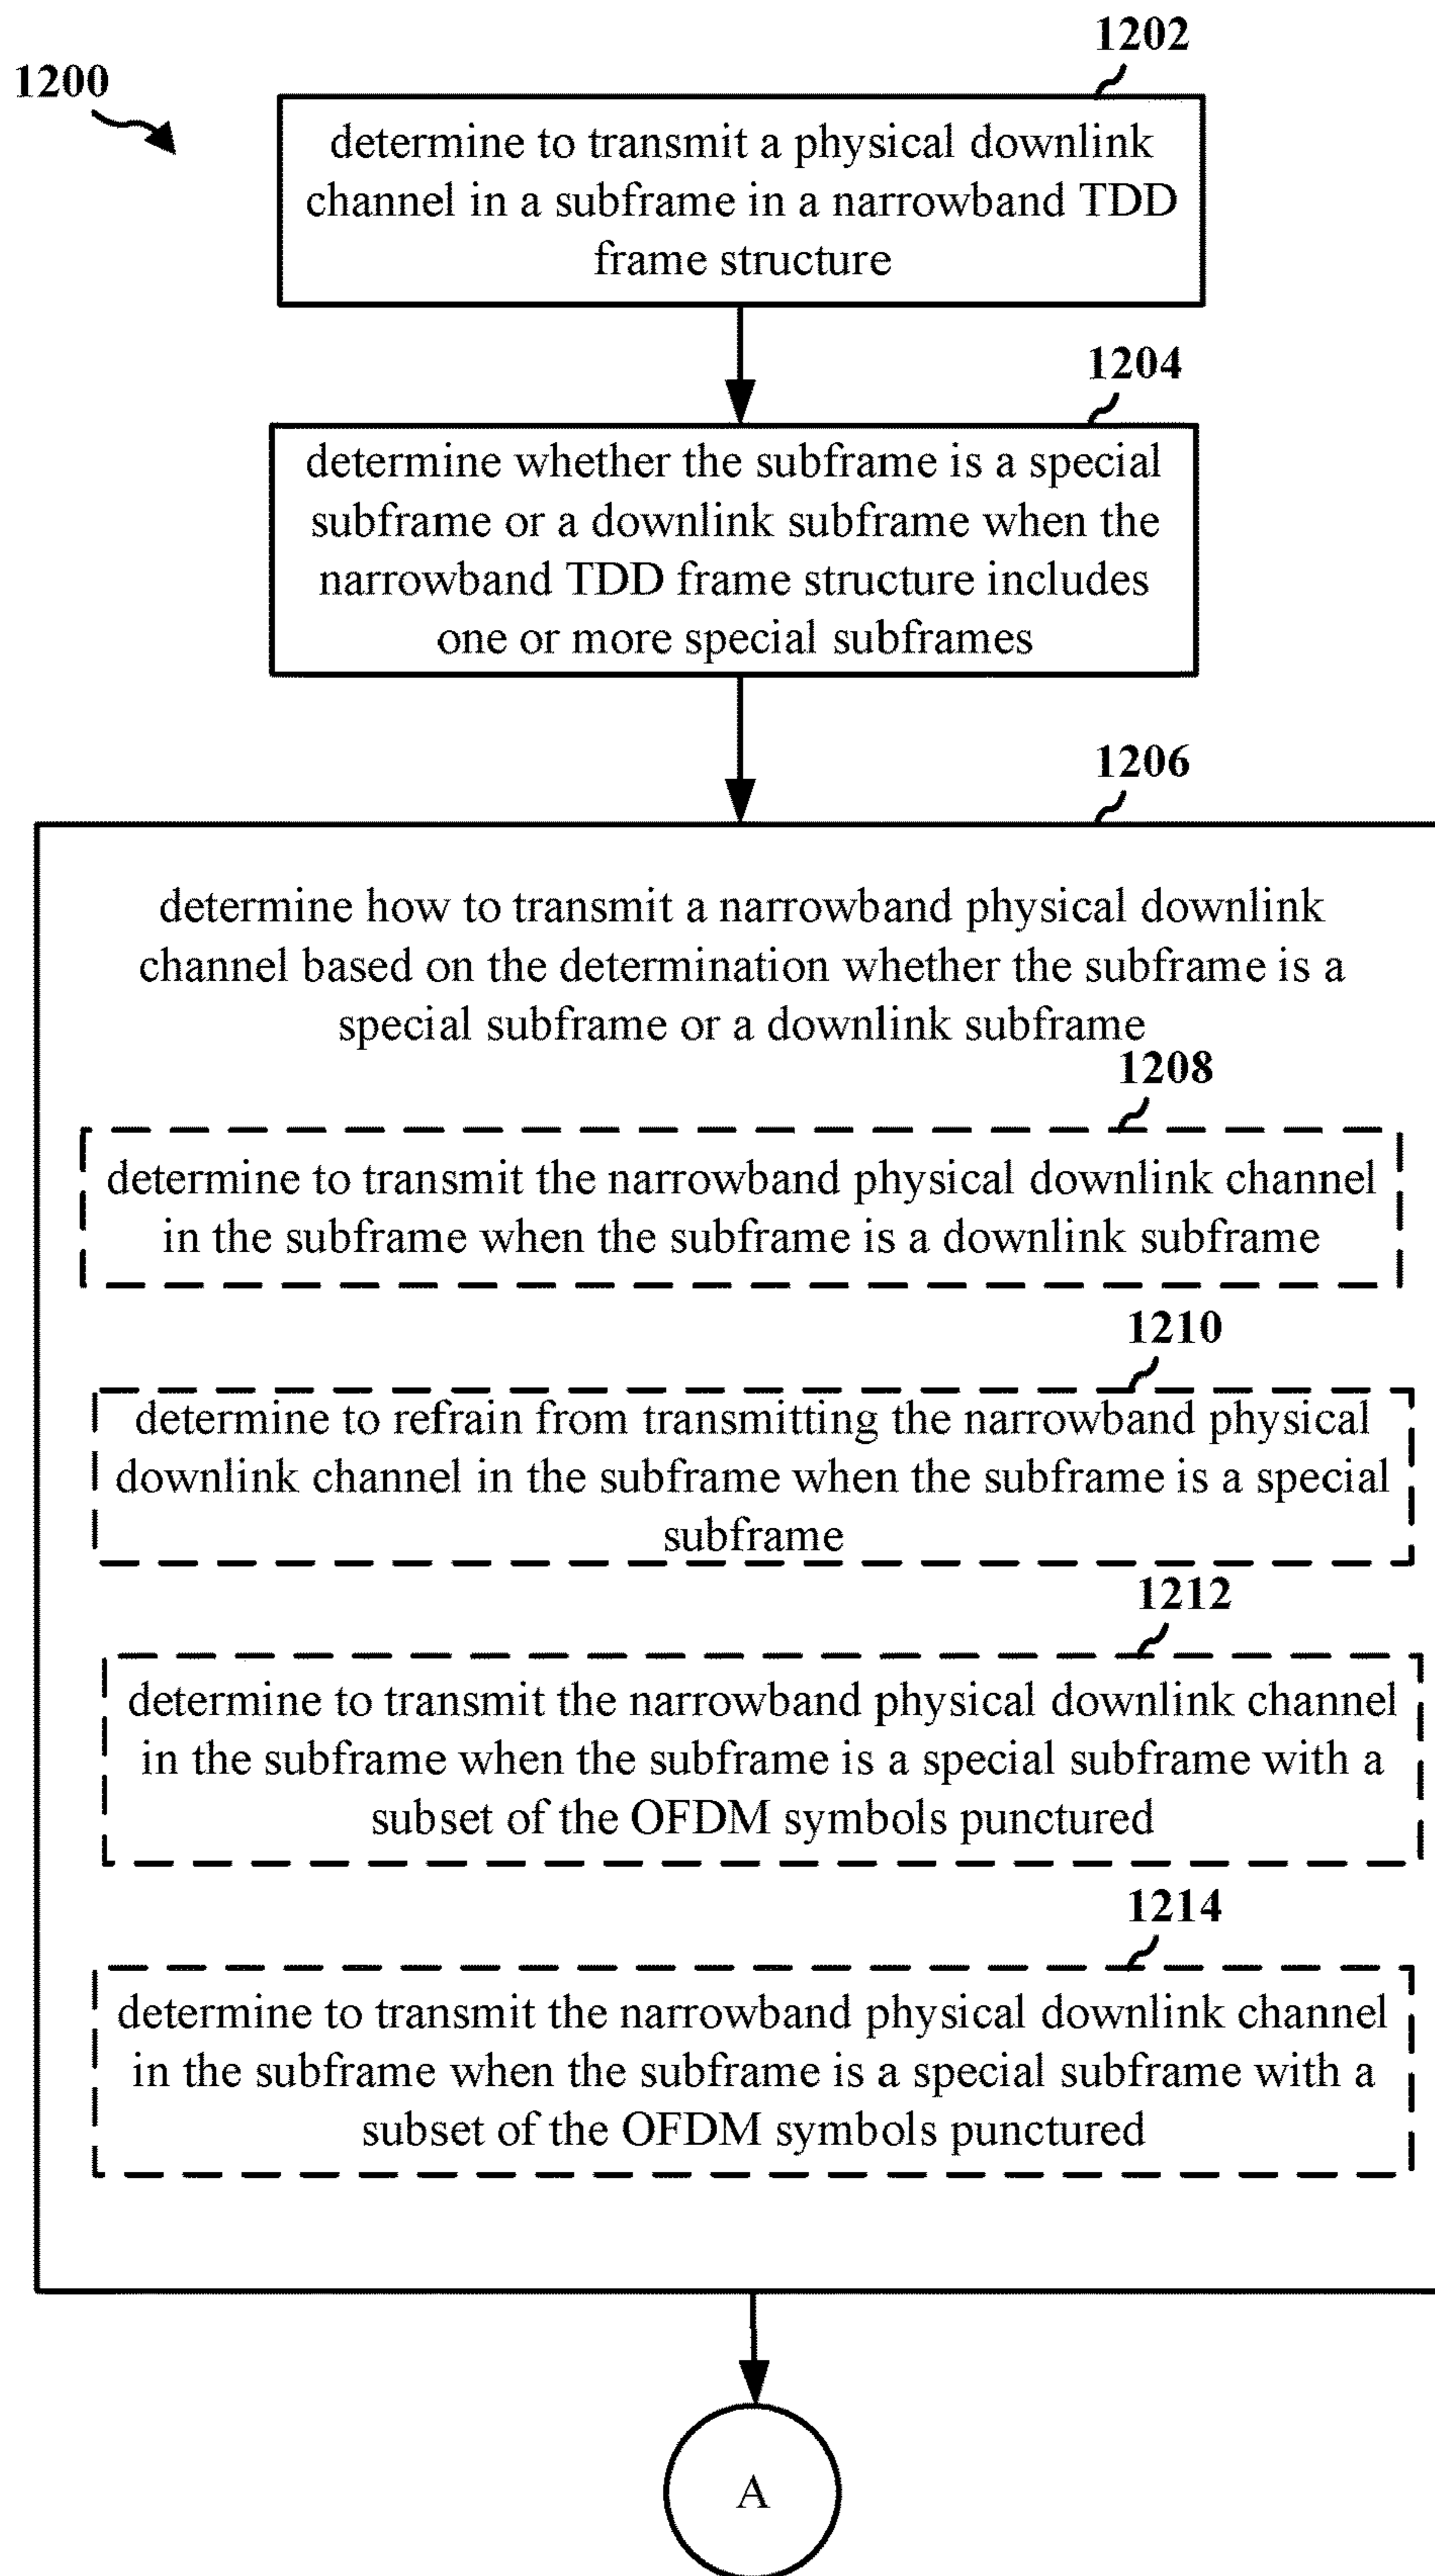 1202
1200
determine to transmit a physical downlink
channel in a subframe in a narrowband TDD
frame structure
1204
determine whether the subframe is a special
subframe or a downlink subframe when the
narrowband TDD frame structure includes
one or more special subframes
1206
determine how to transmit a narrowband physical downlink
channel based on the determination whether the subframe is a
special subframe or a downlink subframe
1208
determine to transmit the narrowband physical downlink channel
in the subframe when the subframe is a downlink subframe
1210
determine to refrain from transmitting the narrowband physical
downlink channel in the subframe when the subframe is a special
subframe
1212
determine to transmit the narrowband physical downlink channel
in the subframe when the subframe is a special subframe with a
subset of the OFDM symbols punctured
1214
determine to transmit the narrowband physical downlink channel
in the subframe when the subframe is a special subframe with a
subset of the OFDM symbols punctured
A